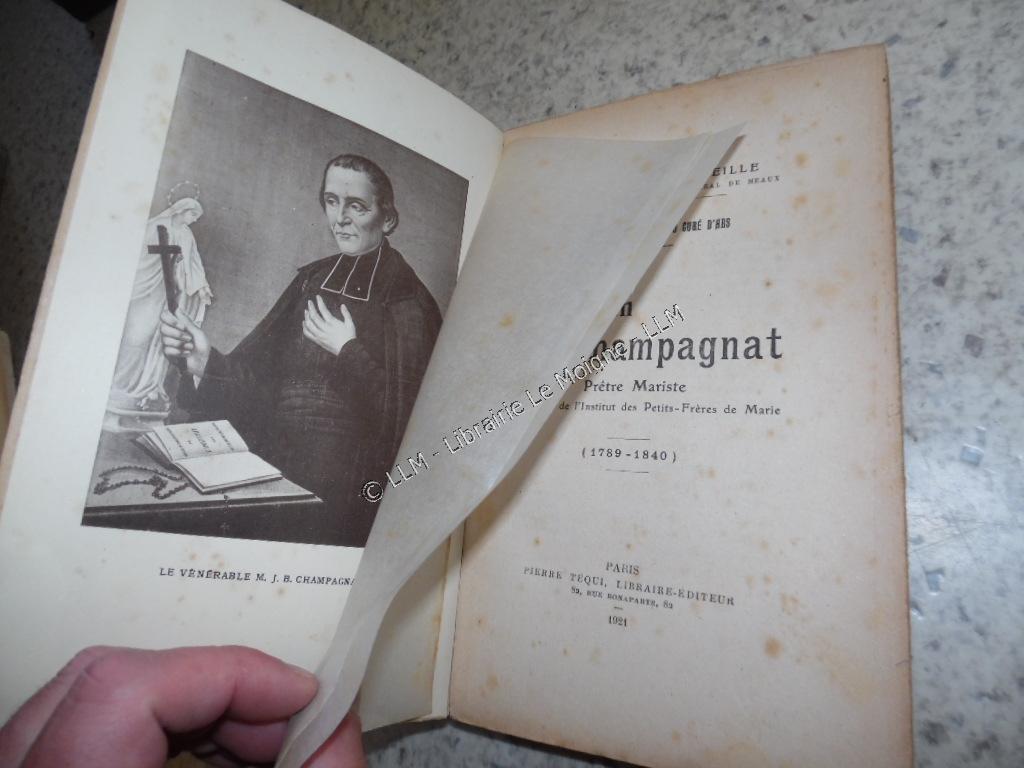 LE VÉNÉRABLE M. J. B. CHAMPAGNA
EILLE
RAL DE MEAUX
CURÉ D'ARS
n
hampagnat
Prêtre Mariste
de l'Institut des Petits-Frères de Marie
(1789-1840)
PARIS
PIERRE TÉQUI, LIBRAIRE-ÉDITEUR
82, RUE BONAPARTE, 82
1921
© LLM - Librairie Le Moigne - LLM